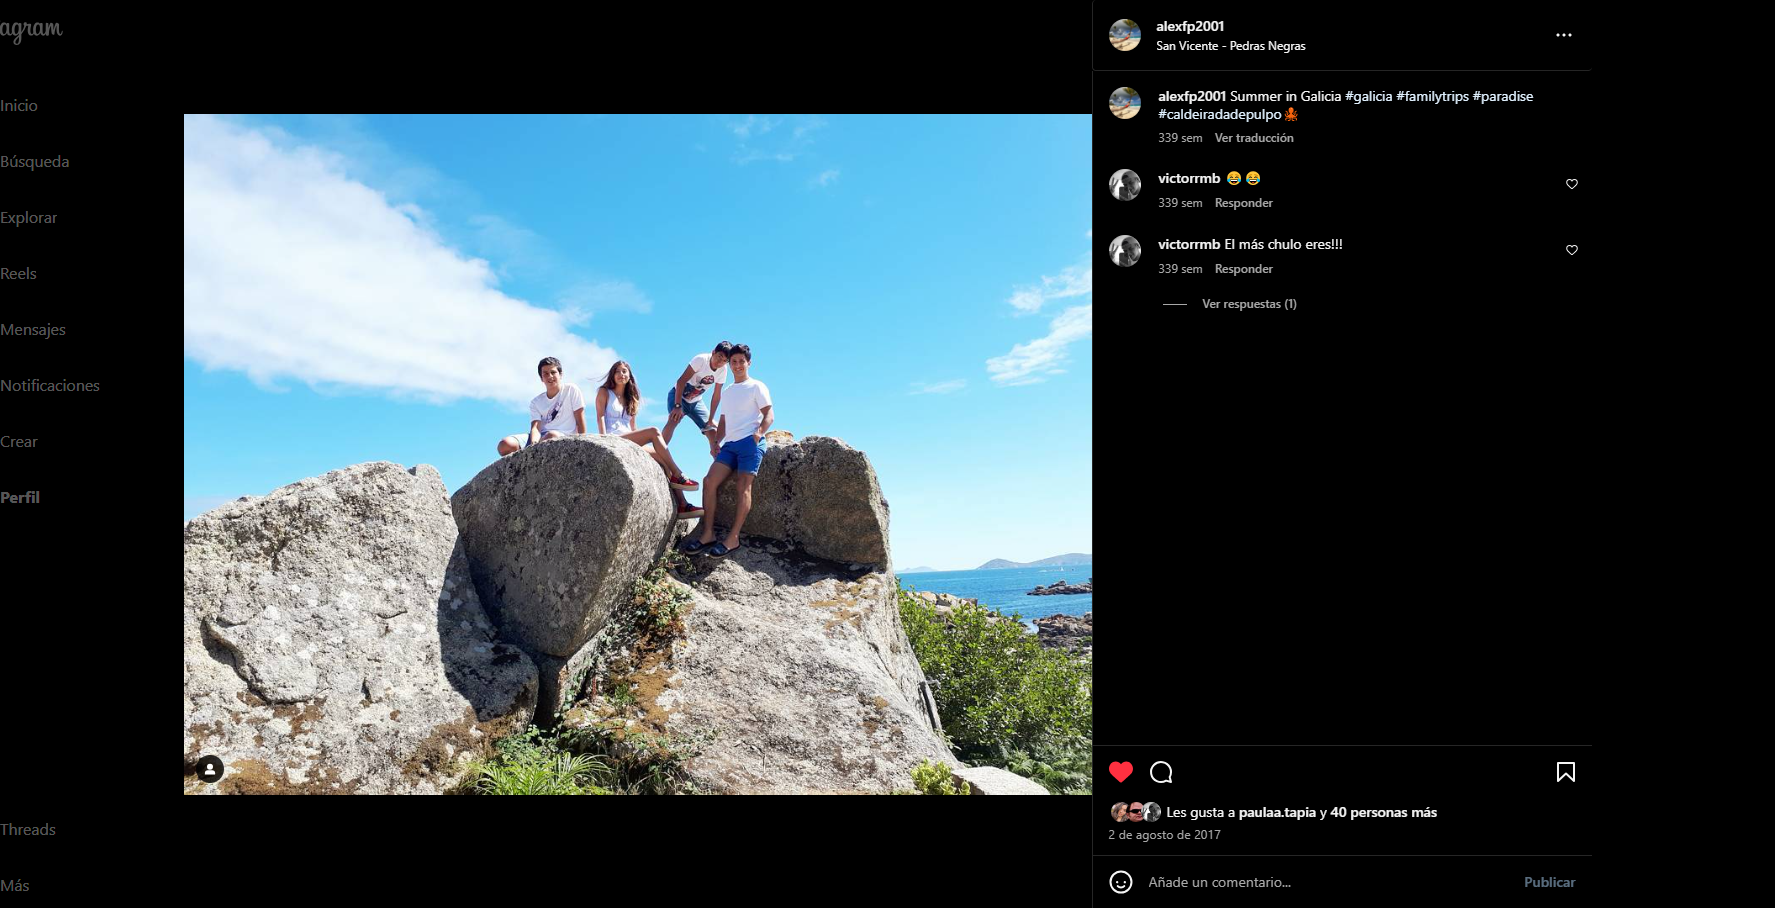 agram
Inicio
Búsqueda
Explorar
Reels
Mensajes
Notificaciones
Crear
Perfil
Threads
Más
alexfp2001
San Vicente - Pedras Negras
alexfp2001 Summer in Galicia #galicia #familytrips #paradise
#caldeiradadepulpo🐙
339 sem Ver traducción
victorrmb 😂😂
339 sem Responder
victorrmb El más chulo eres!!!
339 sem Responder
Ver respuestas (1)
Les gusta a paulaa.tapia y 40 personas más
2 de agosto de 2017
Añade un comentario...
Publicar